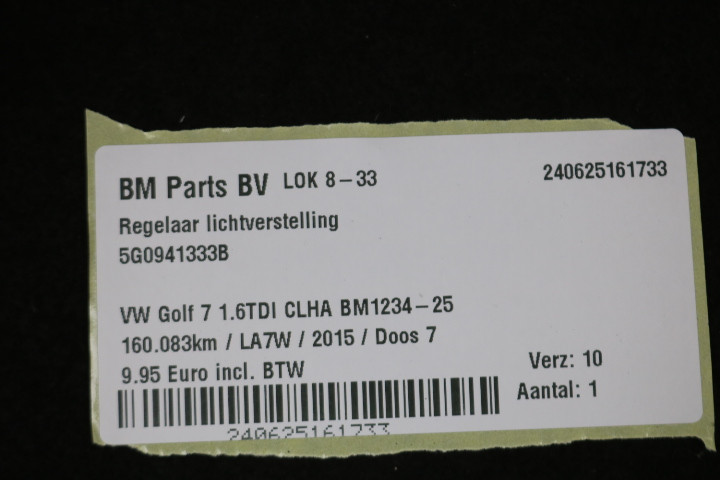 BM Parts BV LOK 8-33 240625161733
Regelaar lichtverstelling
5G0941333B
VW Golf 7 1.6TDI CLHA BM1234-25
160.083km / LA7W / 2015 / Doos 7
9.95 Euro incl. BTW
Verz: 10
Aantal: 1
240625161733